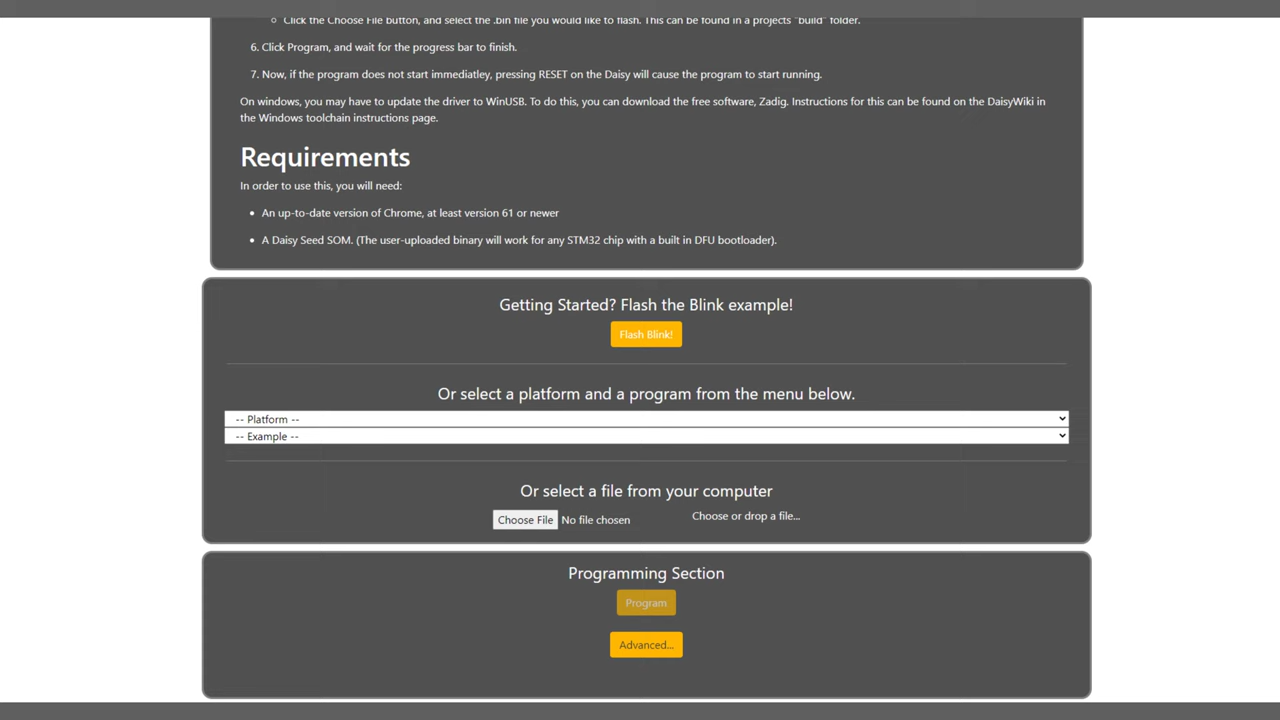 Click the Choose File button, and select the .bin file you would like to flash. This can be found in a projects "build" folder.
6. Click Program, and wait for the progress bar to finish.
7. Now, if the program does not start immediatley, pressing RESET on the Daisy will cause the program to start running.
On windows, you may have to update the driver to WinUSB. To do this, you can download the free software, Zadig. Instructions for this can be found on the DaisyWiki in
the Windows toolchain instructions page.
Requirements
In order to use this, you will need:
• An up-to-date version of Chrome, at least version 61 or newer
• A Daisy Seed SOM. (The user-uploaded binary will work for any STM32 chip with a built in DFU bootloader).
Getting Started? Flash the Blink example!
Flash Blink!
Or select a platform and a program from the menu below.
-- Platform --
-- Example --
Or select a file from your computer
Choose File No file chosen Choose or drop a file...
Programming Section
Program
Advanced...